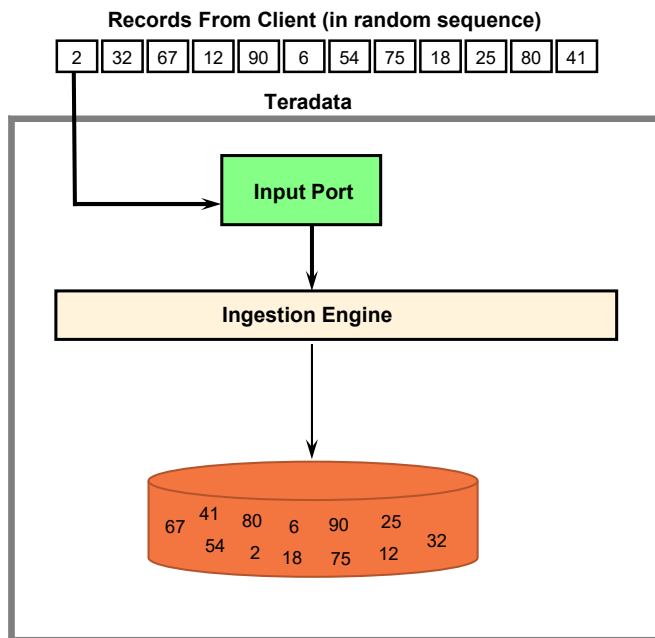 Records From Client (in random sequence)
2 32 67 12 90 6 54 75 18 25 80 41
Teradata
Input Port
Ingestion Engine
67 41 80 6 90 25 32
54 2 18 75 12